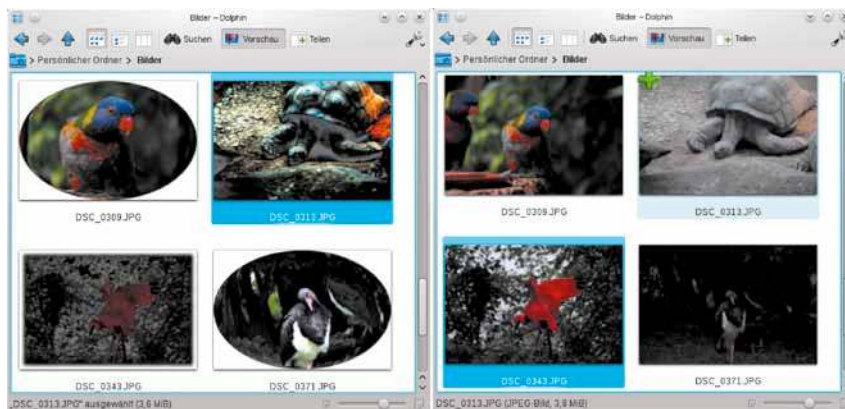 Bilder – Dolphin
Suchen
Vorschau
Teilen
> Persönlicher Ordner > Bilder
DSC_0309.JPG
DSC_0313.JPG
DSC_0343.JPG
DSC_0371.JPG
„DSC_0313.JPG“ ausgewählt (3,6 MiB)
Bilder – Dolphin
Suchen
Vorschau
Teilen
> Persönlicher Ordner > Bilder
DSC_0309.JPG
DSC_0313.JPG
DSC_0343.JPG
DSC_0371.JPG
DSC_0313.JPG (JPEG-Bild, 3,8 MiB)